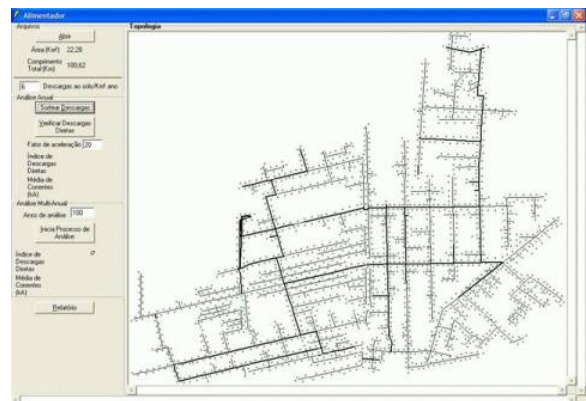 Alimentador
Arquivos
Abrir
Área (Km²) 22,28
Comprimento
Total (Km) 100,62
6 Descargas ao solo/Km² ano
Análise Anual
Sortear Descargas
Verificar Descargas
Diretas
Fator de aceleração 20
Índice de
Descargas
Diretas
Média de
Correntes
(kA)
Análise Multi-Anual
Anos de análise 100
Inicia Processo de
Análise
Índice de
Descargas
Diretas
Média de
Correntes
(kA)
Relatório
Topologia